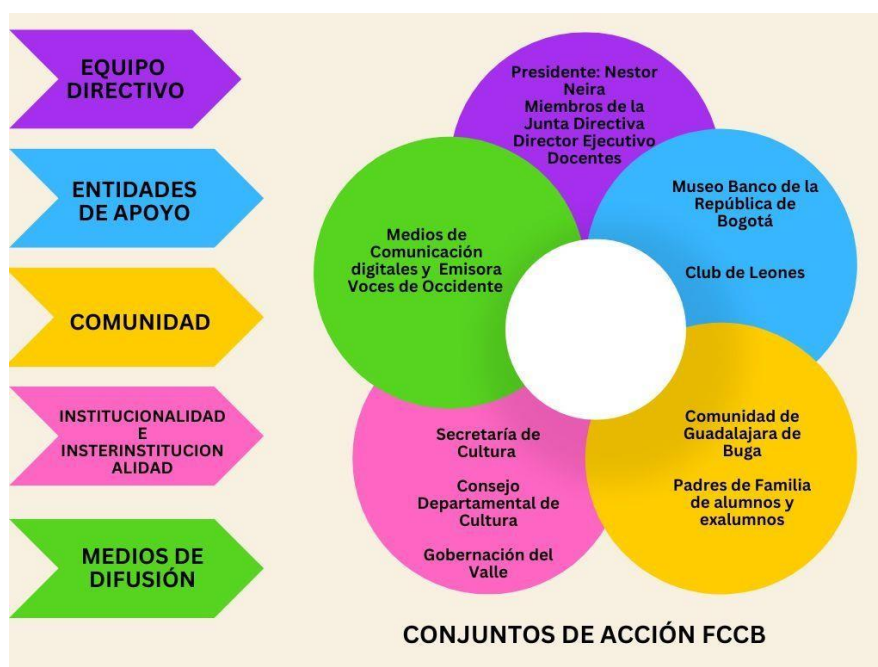 EQUIPO
DIRECTIVO
ENTIDADES
DE APOYO
COMUNIDAD
INSTITUCIONALIDAD
E
INSTERINSTITUCION
ALIDAD
MEDIOS DE
DIFUSIÓN
Presidente: Nestor
Neira
Miembros de la
Junta Directiva
Director Ejecutivo
Docentes
Museo Banco de la
República de
Bogotá
Club de Leones
Medios de
Comunicación
digitales y Emisora
Voces de Occidente
Comunidad de
Guadalajara de
Buga
Padres de Familia
de alumnos y
exalumnos
Secretaría de
Cultura
Consejo
Departamental de
Cultura
Gobernación del
Valle
CONJUNTOS DE ACCIÓN FCCB